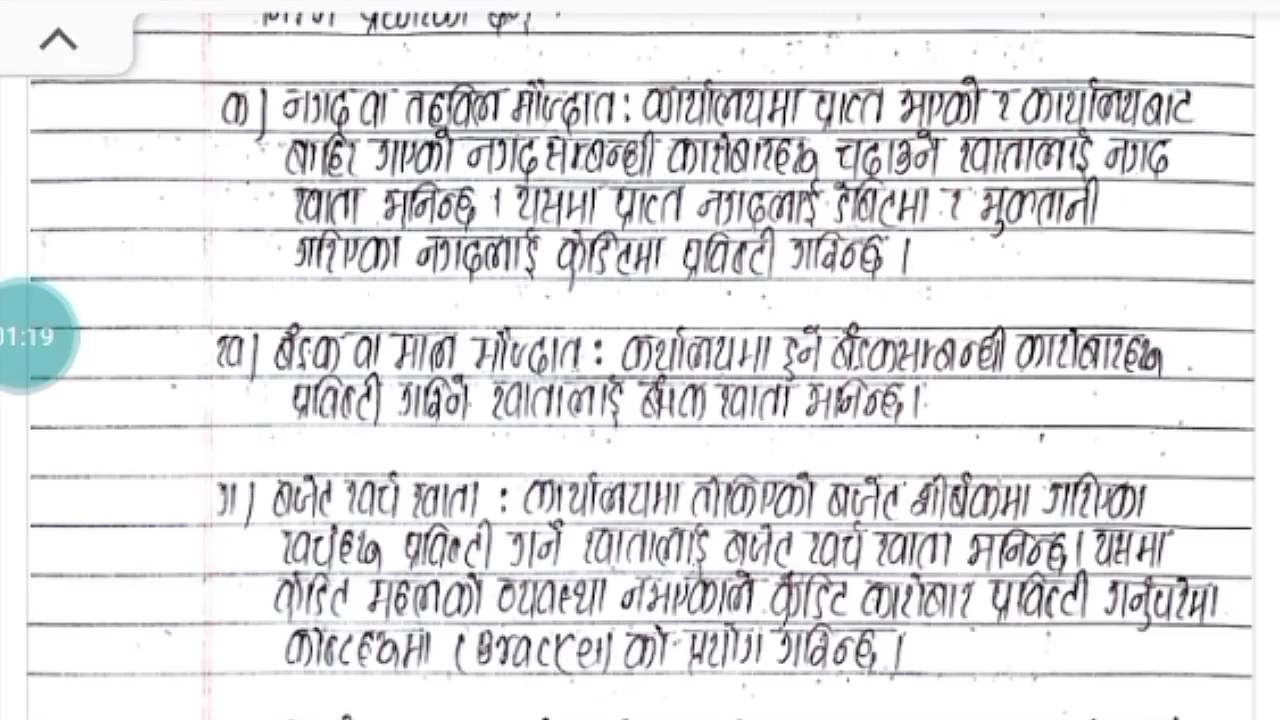 क) नगद वा तहविल मौज्दात : कार्यालयमा प्राप्त भएको र कार्यालयबाट
बाहिर गएको नगद सम्बन्धी कारोबारहरू चढाउने खातालाई नगद
खाता भनिन्छ । यसमा प्राप्त नगदलाई डेबिटमा र भुक्तानी
गरिएका नगदलाई क्रेडिटमा प्रविष्टी गरिन्छ ।
01:19
ख) बैंक वा माल मौज्दात : कार्यालयमा हुने बैंकसम्बन्धी कारोबारहरू
प्रविष्टी गरिने खातालाई बैंक खाता भनिन्छ ।
ग) बजेट खर्च खाता : कार्यालयमा तोकिएको बजेट शीर्षकमा गरिएका
खर्चहरू प्रविष्टी गर्ने खातालाई बजेट खर्च खाता भनिन्छ । यसमा
क्रेडिट महलको व्यवस्था नभएकाले क्रेडिट कारोबार प्रविष्टी गर्नुपरेमा
कोष्टहरूमा (Bracket) को प्रयोग गरिन्छ ।